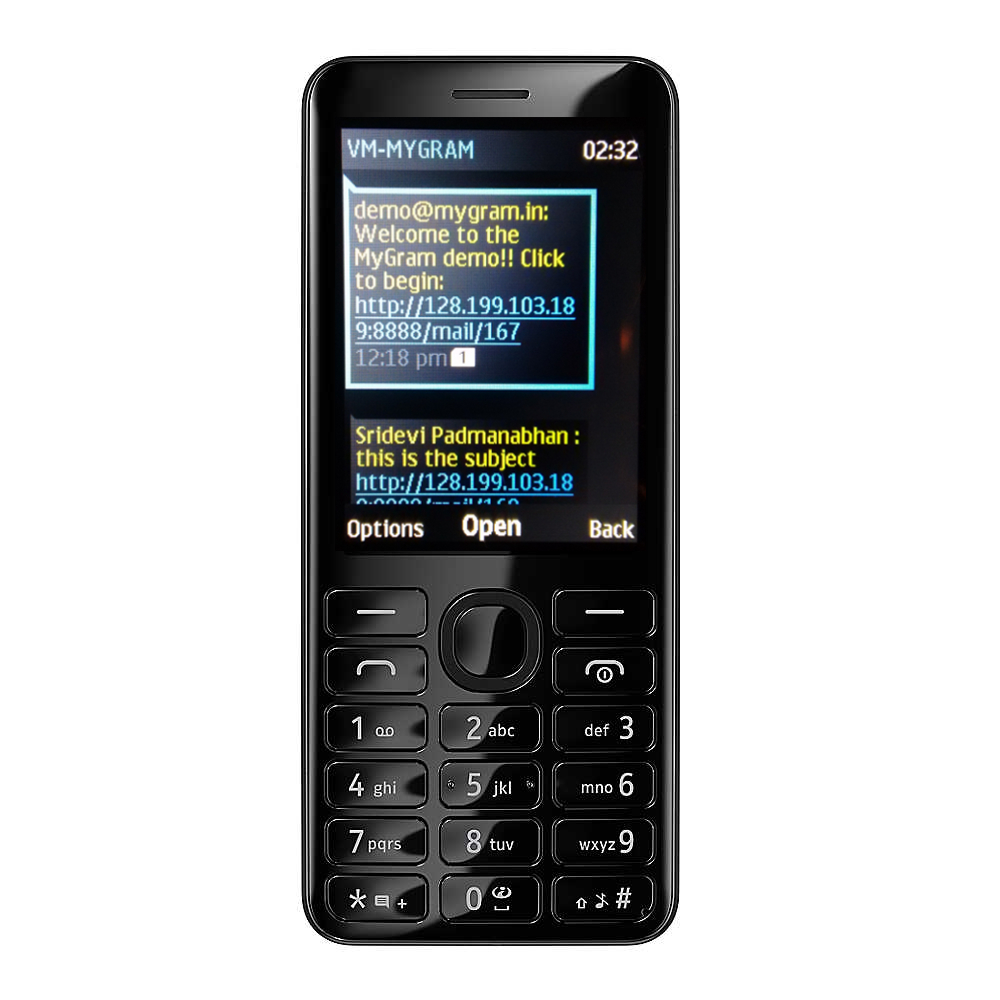 VM-MYGRAM 02:32
demo@mygram.in:
Welcome to the
MyGram demo!! Click
to begin:
http://128.199.103.18
9:8888/mail/167
12:18 pm 1
Sridevi Padmanabhan :
this is the subject
http://128.199.103.18
Options Open Back
1
2 abc
def 3
4 ghi
5 jkl
mno 6
7 pqrs
8 tuv
wxyz 9
* +
0
#